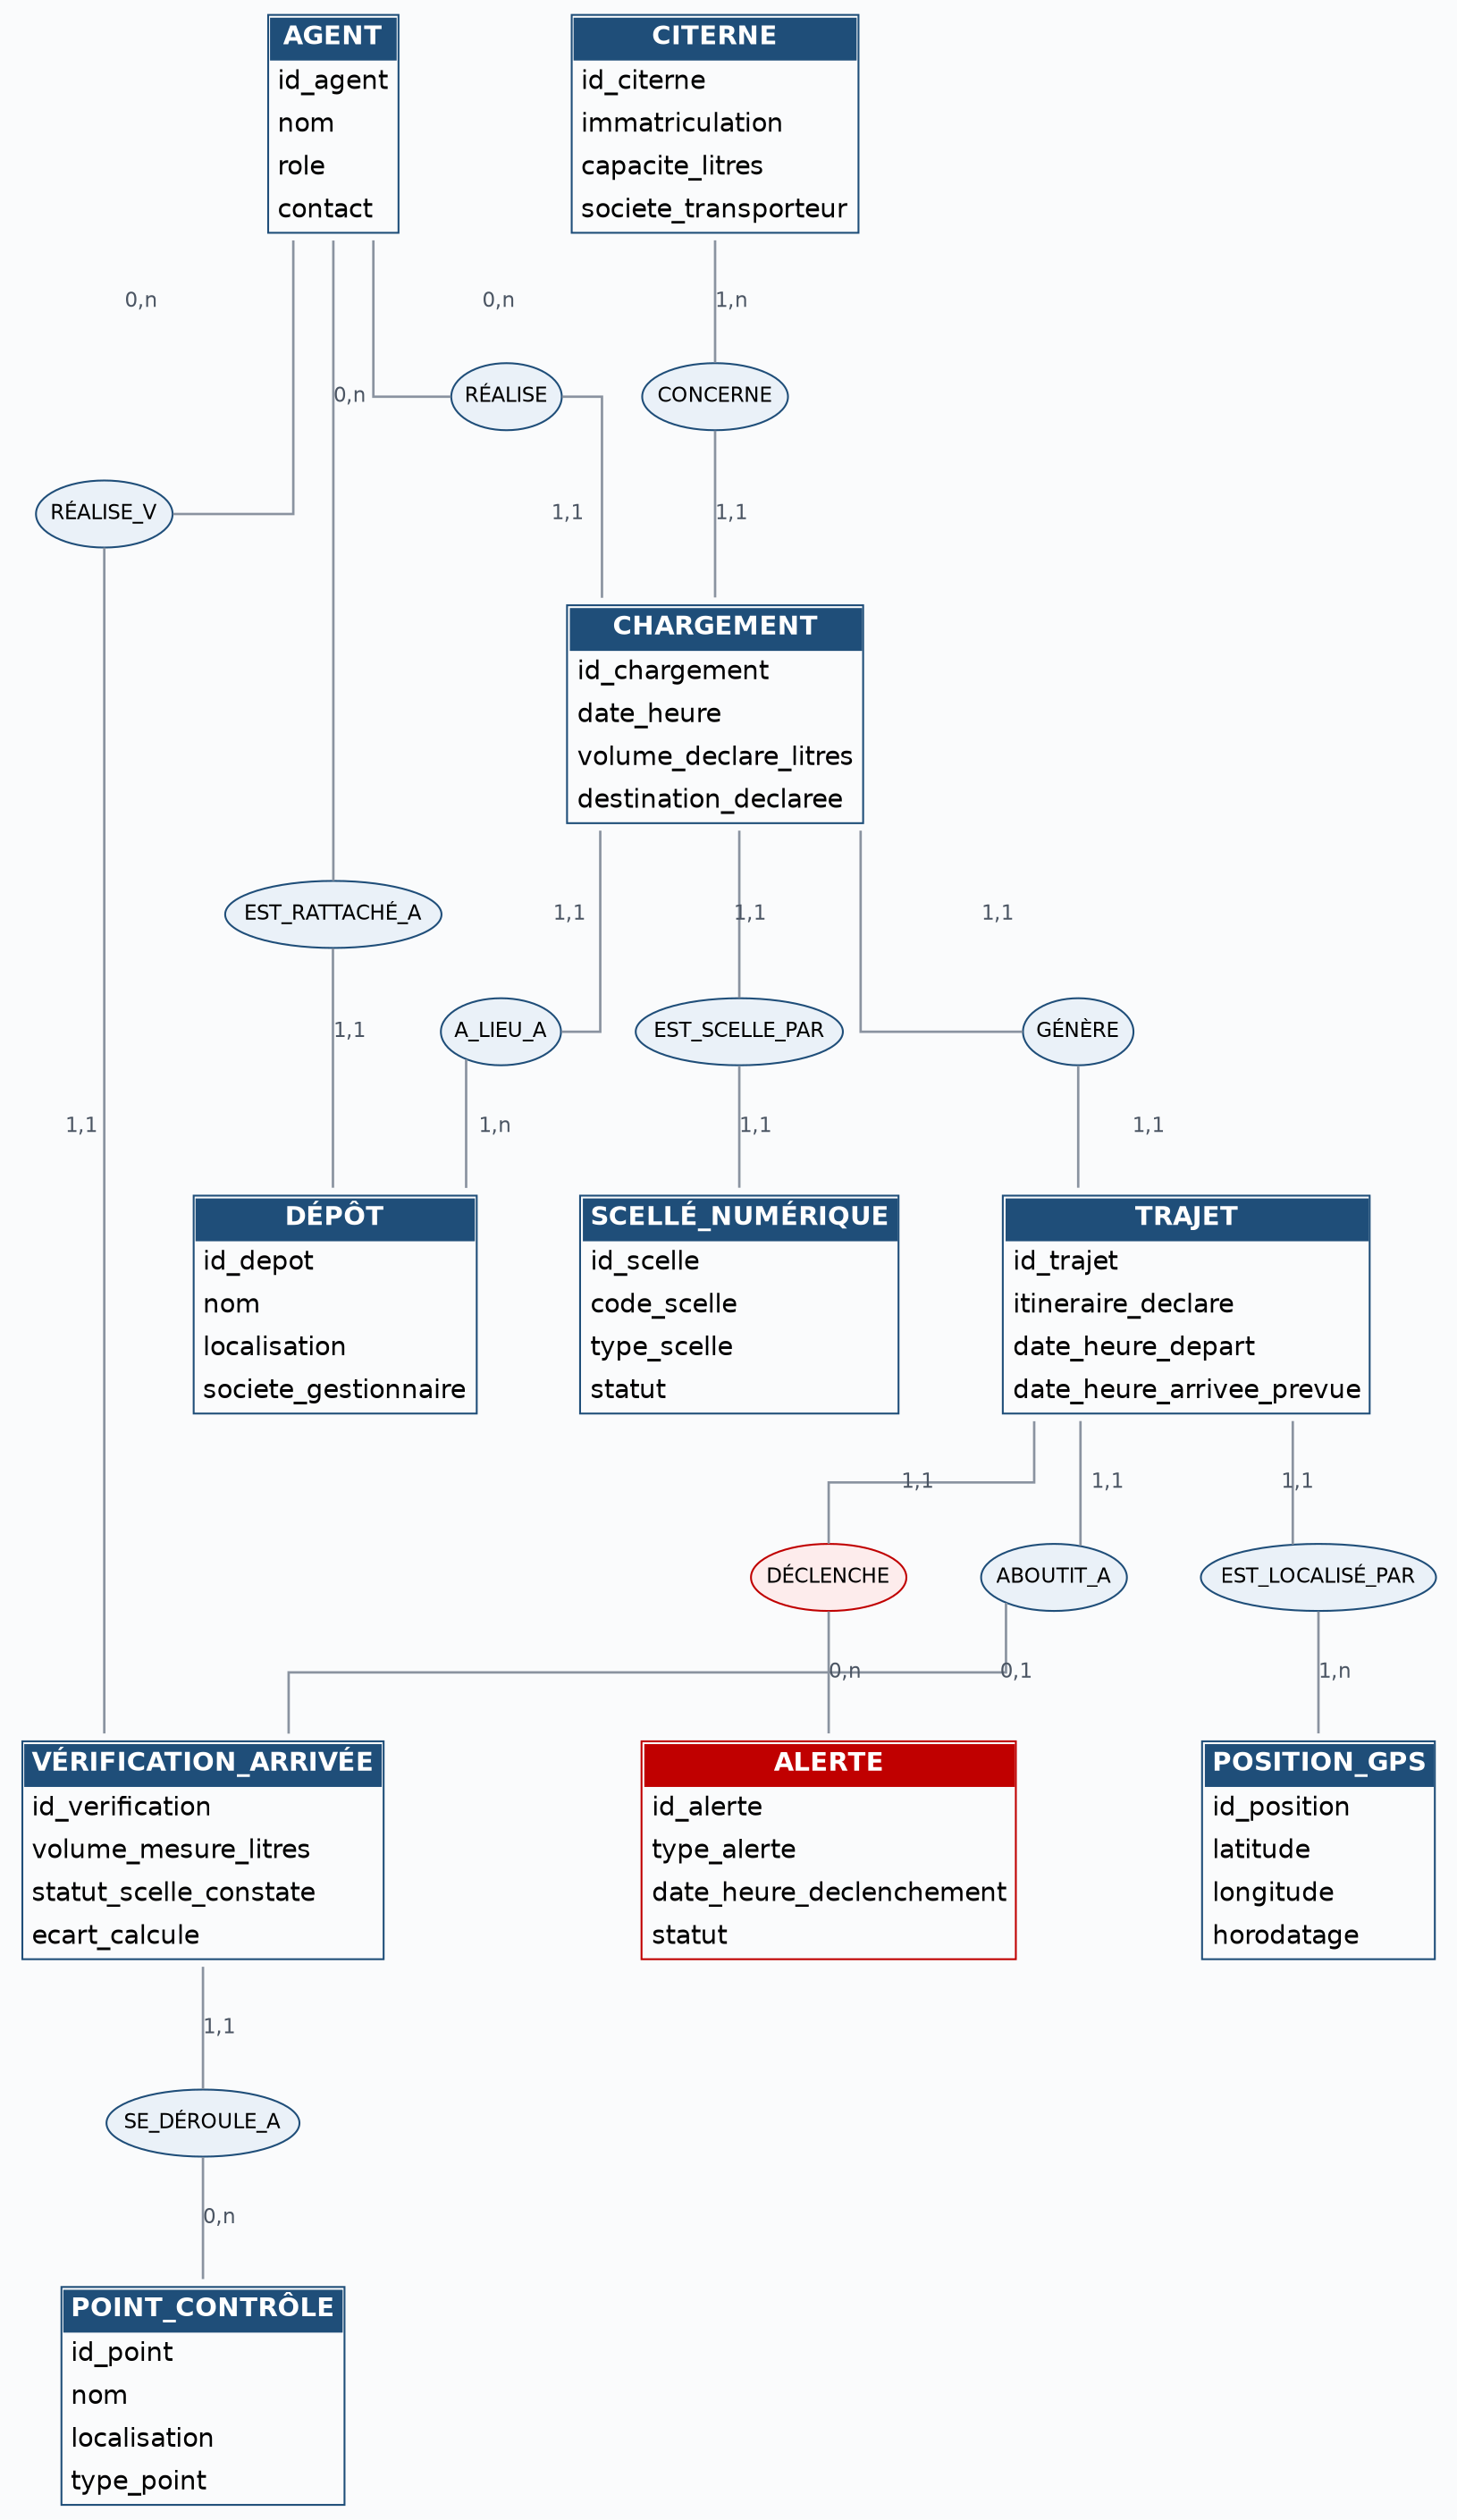 AGENT
id_agent
nom
role
contact
CITERNE
id_citerne
immatriculation
capacite_litres
societe_transporteur
0,n
0,n
1,n
0,n
RÉALISE
CONCERNE
RÉALISE_V
1,1
1,1
CHARGEMENT
id_chargement
date_heure
volume_declare_litres
destination_declaree
EST_RATTACHÉ_A
1,1
1,1
1,1
1,1
A_LIEU_A
EST_SCELLE_PAR
GÉNÈRE
1,1
1,n
1,1
1,1
DÉPÔT
id_depot
nom
localisation
societe_gestionnaire
SCELLÉ_NUMÉRIQUE
id_scelle
code_scelle
type_scelle
statut
TRAJET
id_trajet
itineraire_declare
date_heure_depart
date_heure_arrivee_prevue
1,1
1,1
1,1
DÉCLENCHE
ABOUTIT_A
EST_LOCALISÉ_PAR
0,n
0,1
1,n
VÉRIFICATION_ARRIVÉE
id_verification
volume_mesure_litres
statut_scelle_constate
ecart_calcule
ALERTE
id_alerte
type_alerte
date_heure_declenchement
statut
POSITION_GPS
id_position
latitude
longitude
horodatage
1,1
SE_DÉROULE_A
0,n
POINT_CONTRÔLE
id_point
nom
localisation
type_point